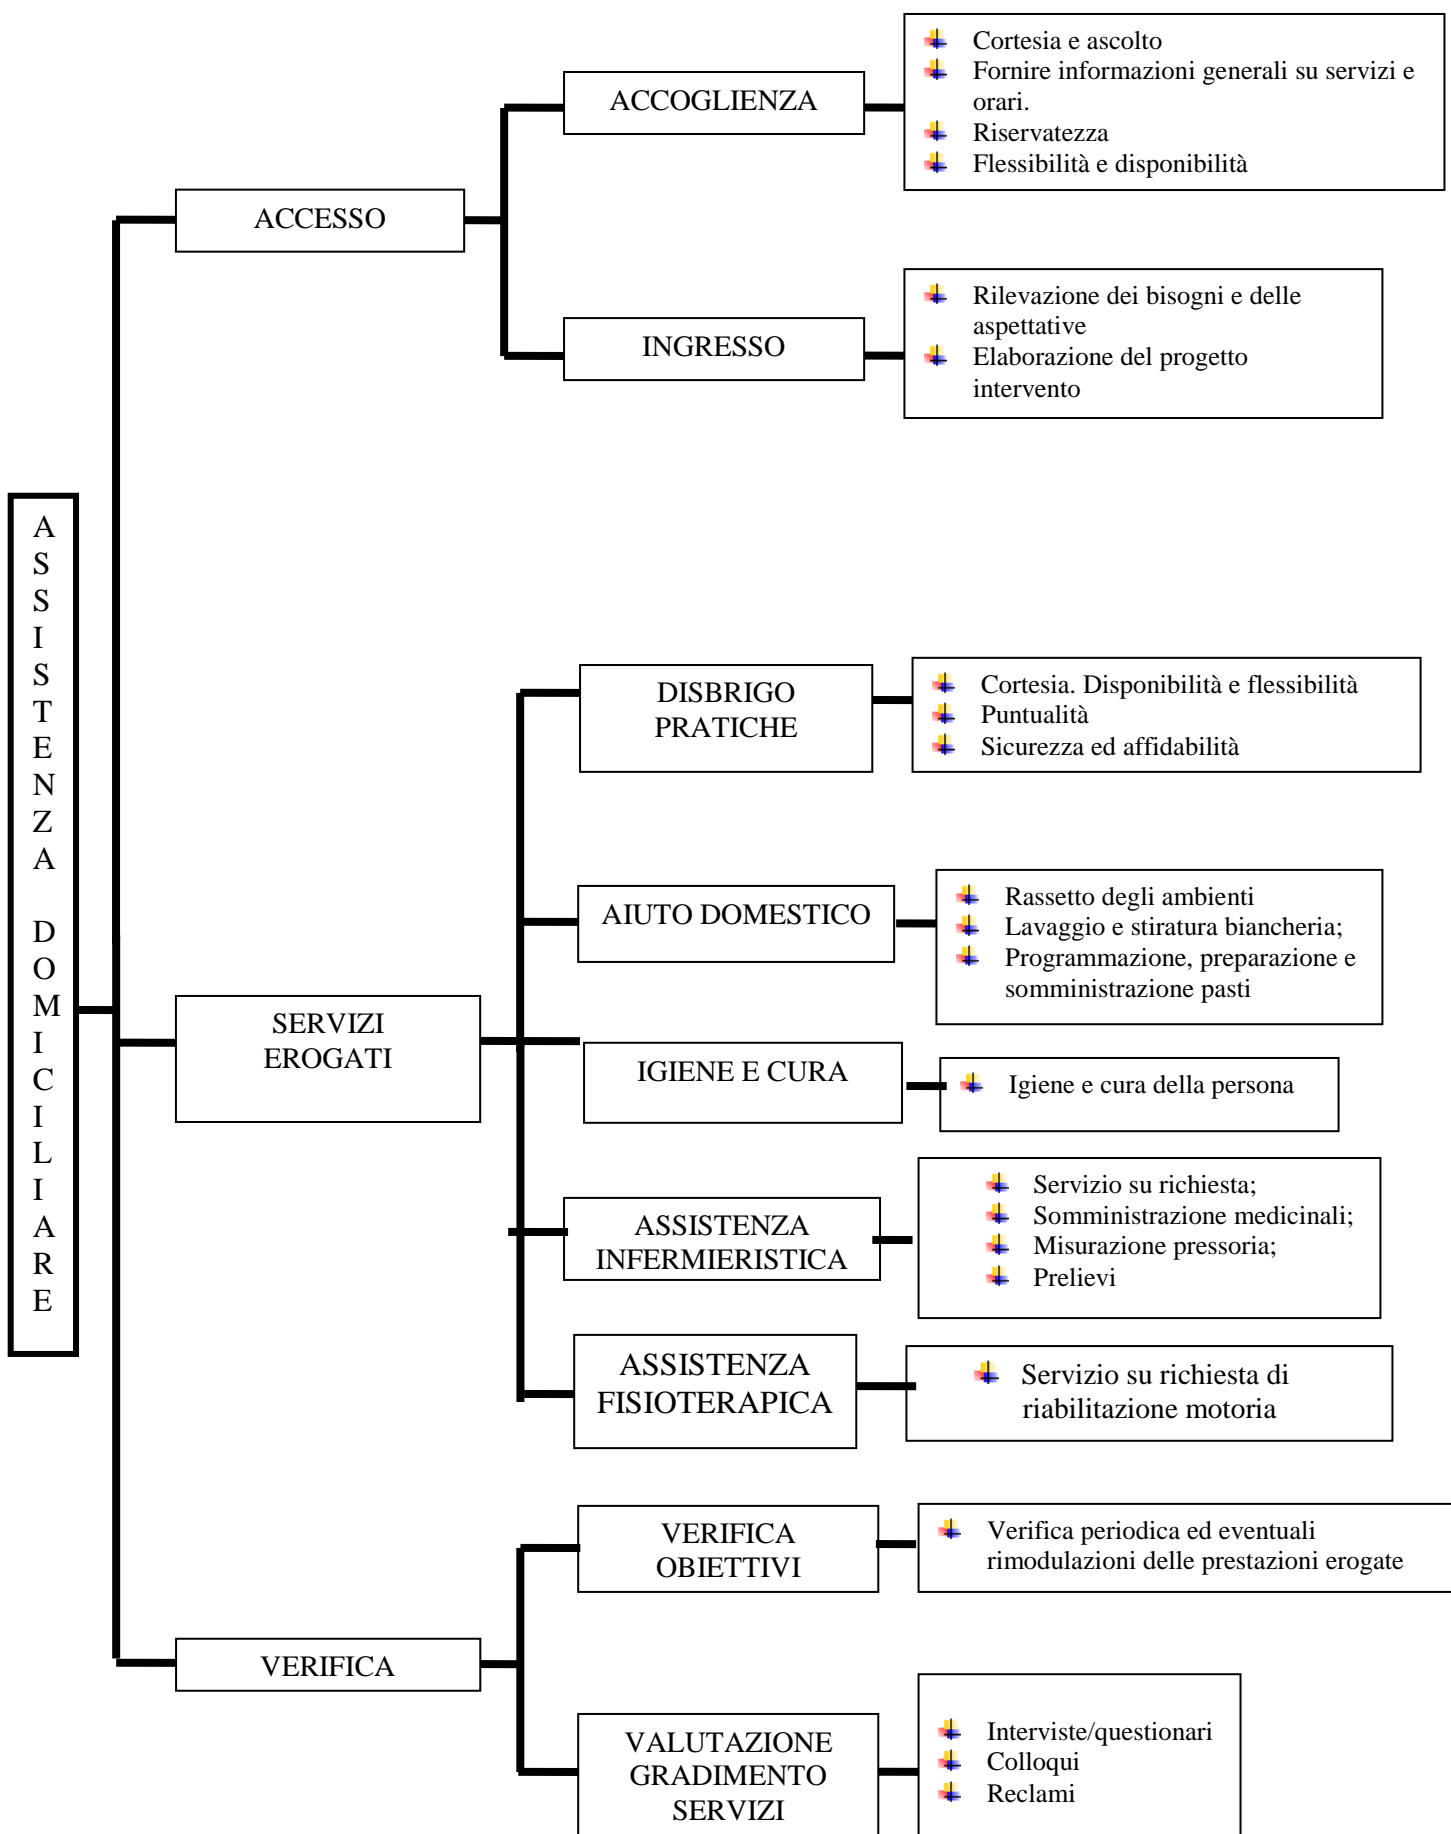 ASSISTENZA DOMICILIARE
ACCESSO
ACCOGLIENZA
Cortesia e ascolto
Fornire informazioni generali su servizi e
orari.
Riservatezza
Flessibilità e disponibilità
INGRESSO
Rilevazione dei bisogni e delle
aspettative
Elaborazione del progetto
intervento
SERVIZI
EROGATI
DISBRIGO
PRATICHE
Cortesia. Disponibilità e flessibilità
Puntualità
Sicurezza ed affidabilità
AIUTO DOMESTICO
Rassetto degli ambienti
Lavaggio e stiratura biancheria;
Programmazione, preparazione e
somministrazione pasti
IGIENE E CURA
Igiene e cura della persona
ASSISTENZA
INFERMIERISTICA
Servizio su richiesta;
Somministrazione medicinali;
Misurazione pressoria;
Prelievi
ASSISTENZA
FISIOTERAPICA
Servizio su richiesta di
riabilitazione motoria
VERIFICA
VERIFICA
OBIETTIVI
Verifica periodica ed eventuali
rimodulazioni delle prestazioni erogate
VALUTAZIONE
GRADIMENTO
SERVIZI
Interviste/questionari
Colloqui
Reclami